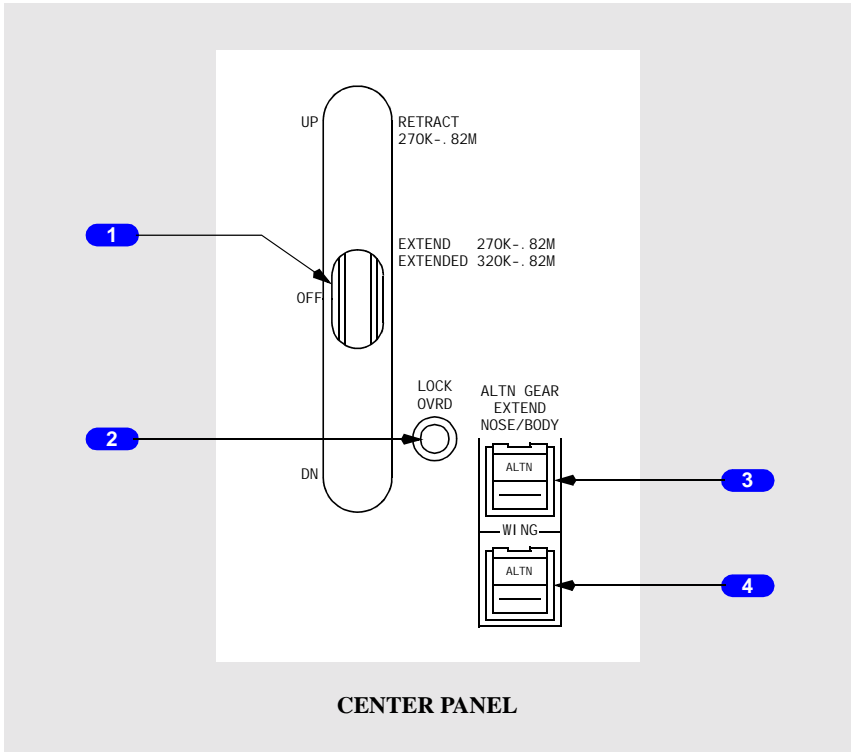 UP
RETRACT
270K-.82M
1
EXTEND 270K-.82M
EXTENDED 320K-.82M
OFF
LOCK
OVRD
ALTN GEAR
EXTEND
NOSE/BODY
2
ALTN
3
DN
WING
ALTN
4
CENTER PANEL